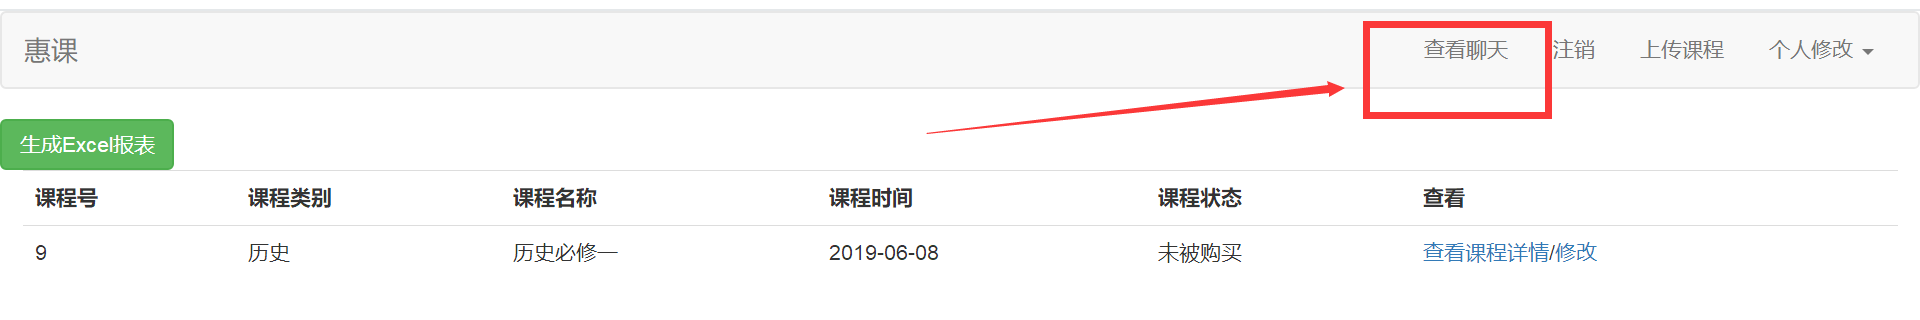 惠课 查看聊天 注销 上传课程 个人修改
生成Excel报表
课程号 课程类别 课程名称 课程时间 课程状态 查看
9 历史 历史必修一 2019-06-08 未被购买 查看课程详情/修改